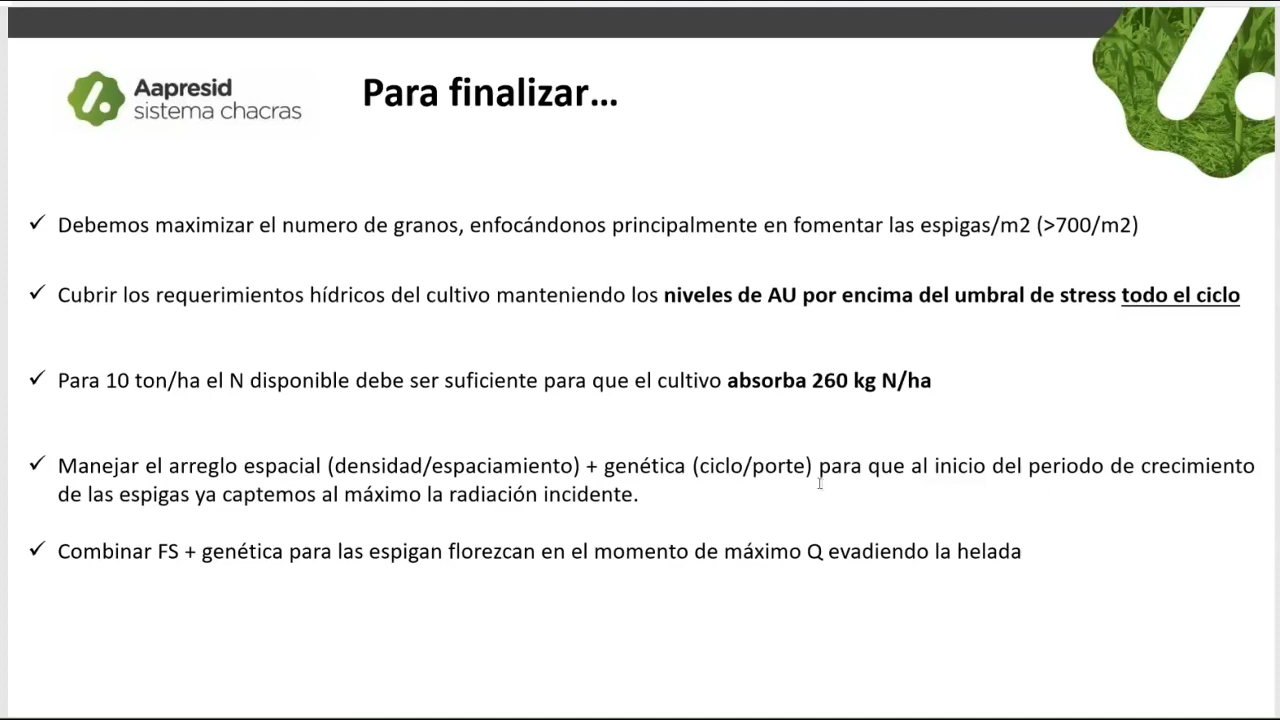 Aapresid
sistema chacras
Para finalizar...
✓ Debemos maximizar el numero de granos, enfocándonos principalmente en fomentar las espigas/m2 (>700/m2)
✓ Cubrir los requerimientos hídricos del cultivo manteniendo los niveles de AU por encima del umbral de stress todo el ciclo
✓ Para 10 ton/ha el N disponible debe ser suficiente para que el cultivo absorba 260 kg N/ha
✓ Manejar el arreglo espacial (densidad/espaciamiento) + genética (ciclo/porte) para que al inicio del periodo de crecimiento
de las espigas ya captemos al máximo la radiación incidente.
✓ Combinar FS + genética para las espigan florezcan en el momento de máximo Q evadiendo la helada